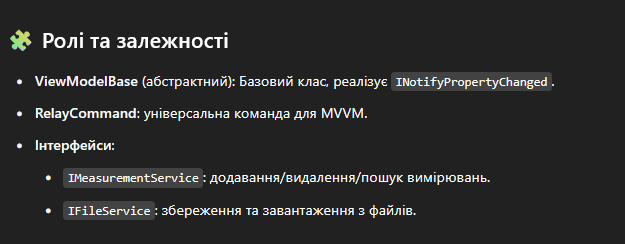 🧩 Ролі та залежності
• ViewModelBase (абстрактний): Базовий клас, реалізує INotifyPropertyChanged.
• RelayCommand: універсальна команда для MVVM.
• Інтерфейси:
• IMeasurementService: додавання/видалення/пошук вимірювань.
• IFileService: збереження та завантаження з файлів.